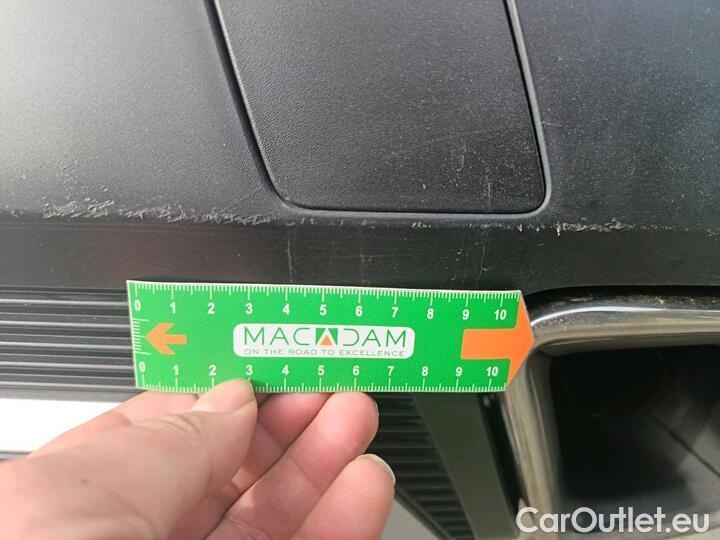 0 1 2 3 4 5 6 7 8 9 10
MACADAM
ON THE ROAD TO EXCELLENCE
0 1 2 3 4 5 6 7 8 9 10
CarOutlet.eu